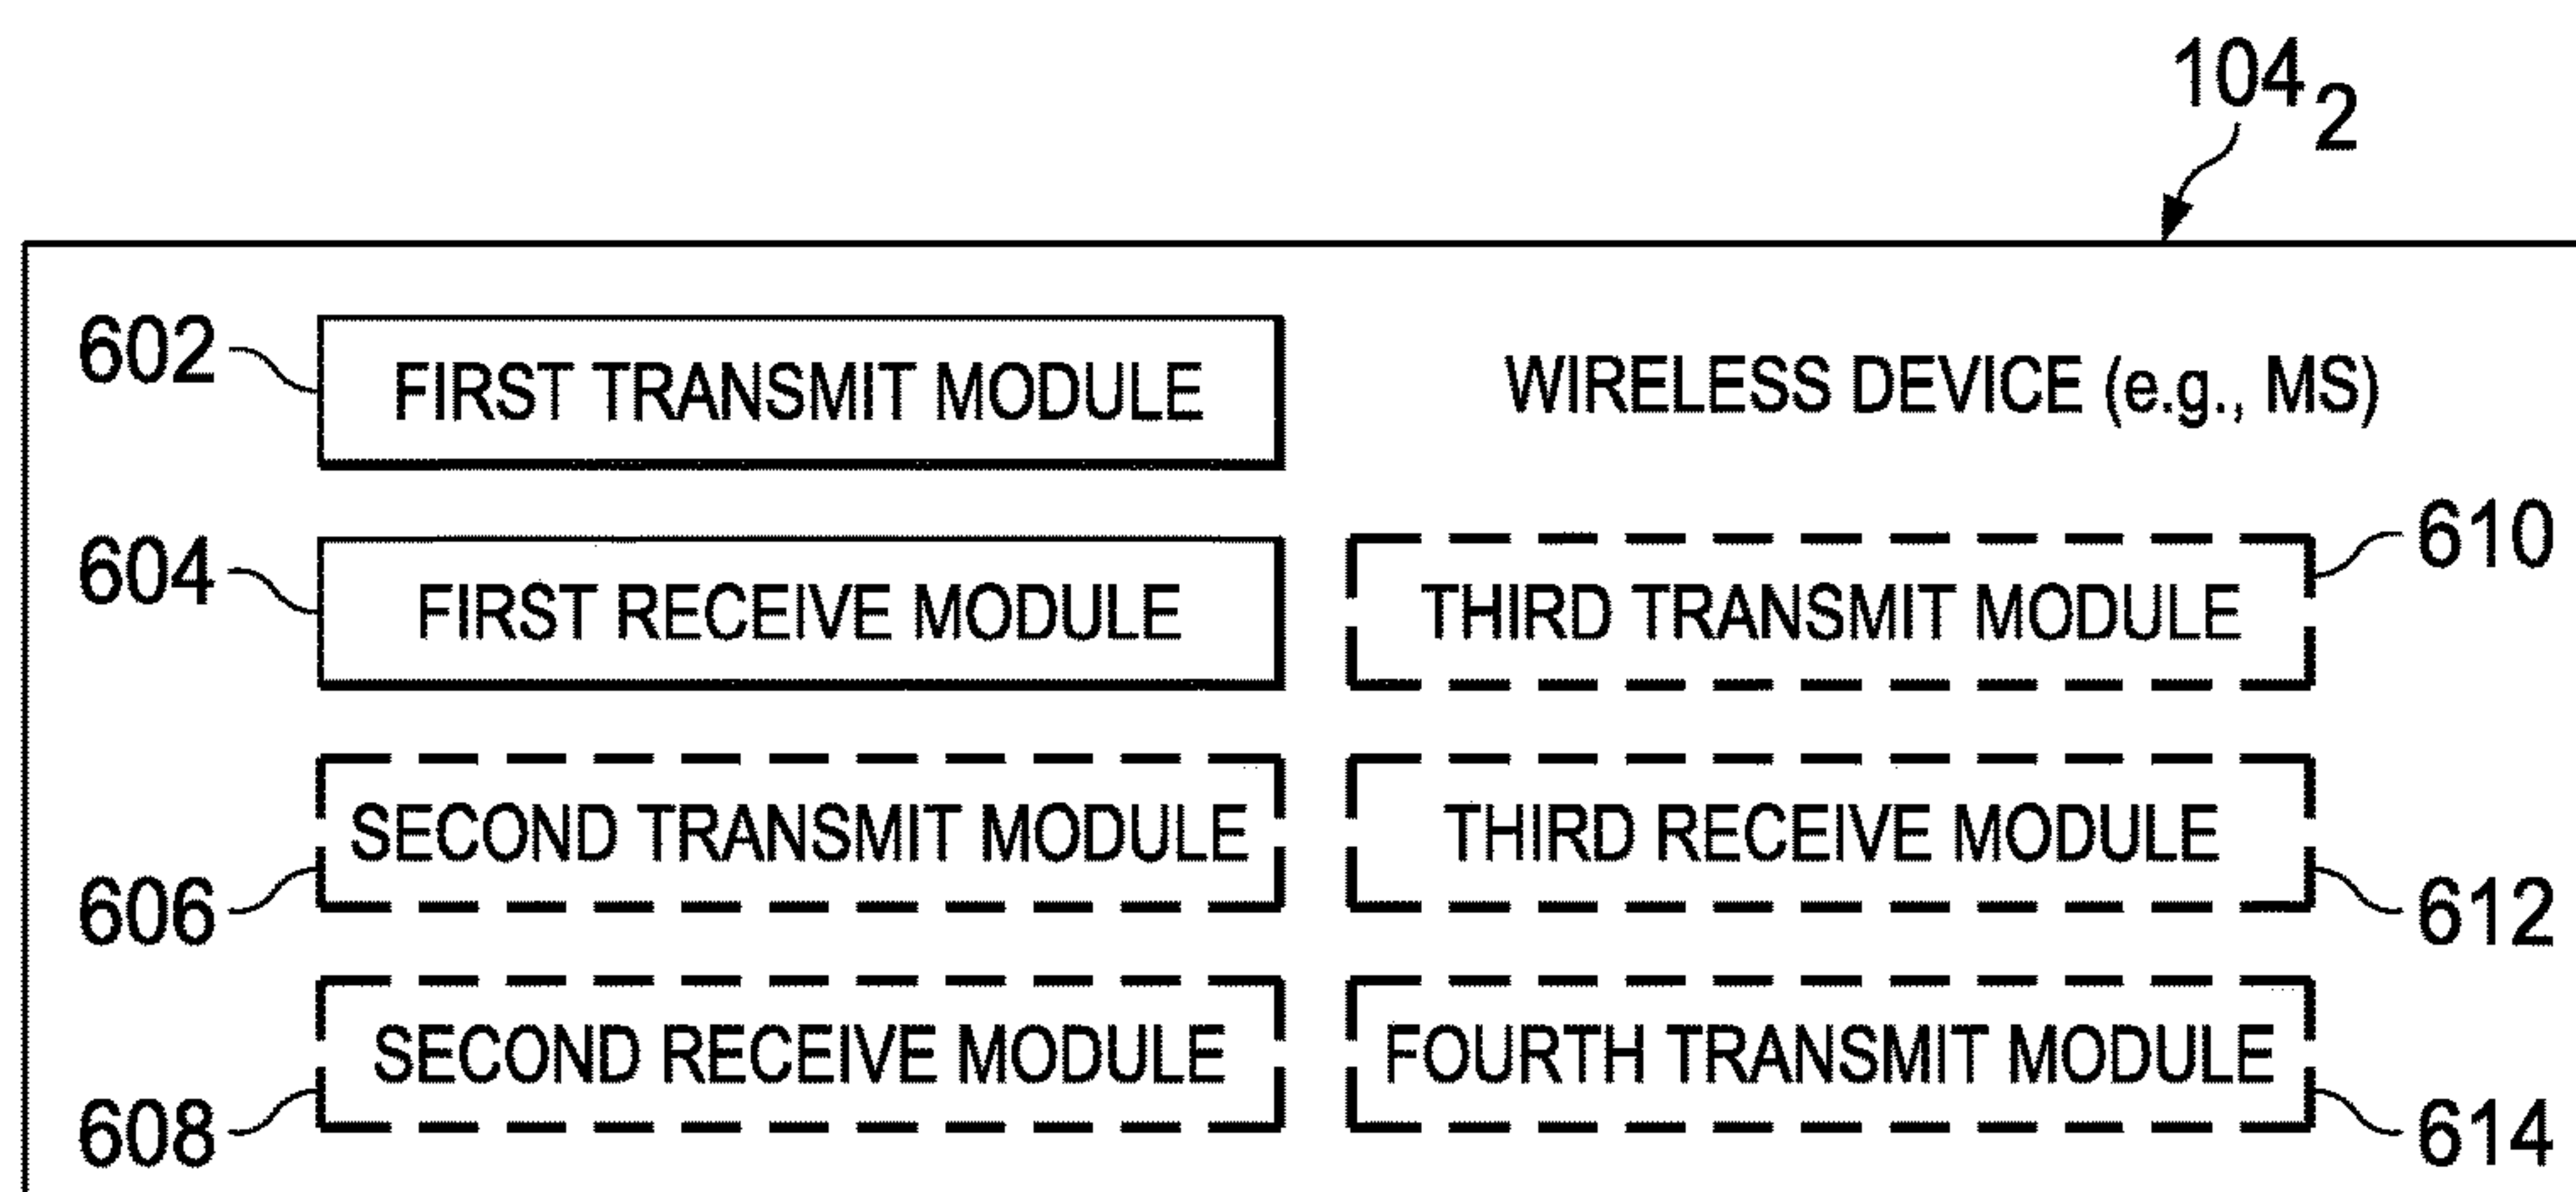 104₂
602 FIRST TRANSMIT MODULE WIRELESS DEVICE (e.g., MS)
604 FIRST RECEIVE MODULE THIRD TRANSMIT MODULE 610
606 SECOND TRANSMIT MODULE THIRD RECEIVE MODULE 612
608 SECOND RECEIVE MODULE FOURTH TRANSMIT MODULE 614